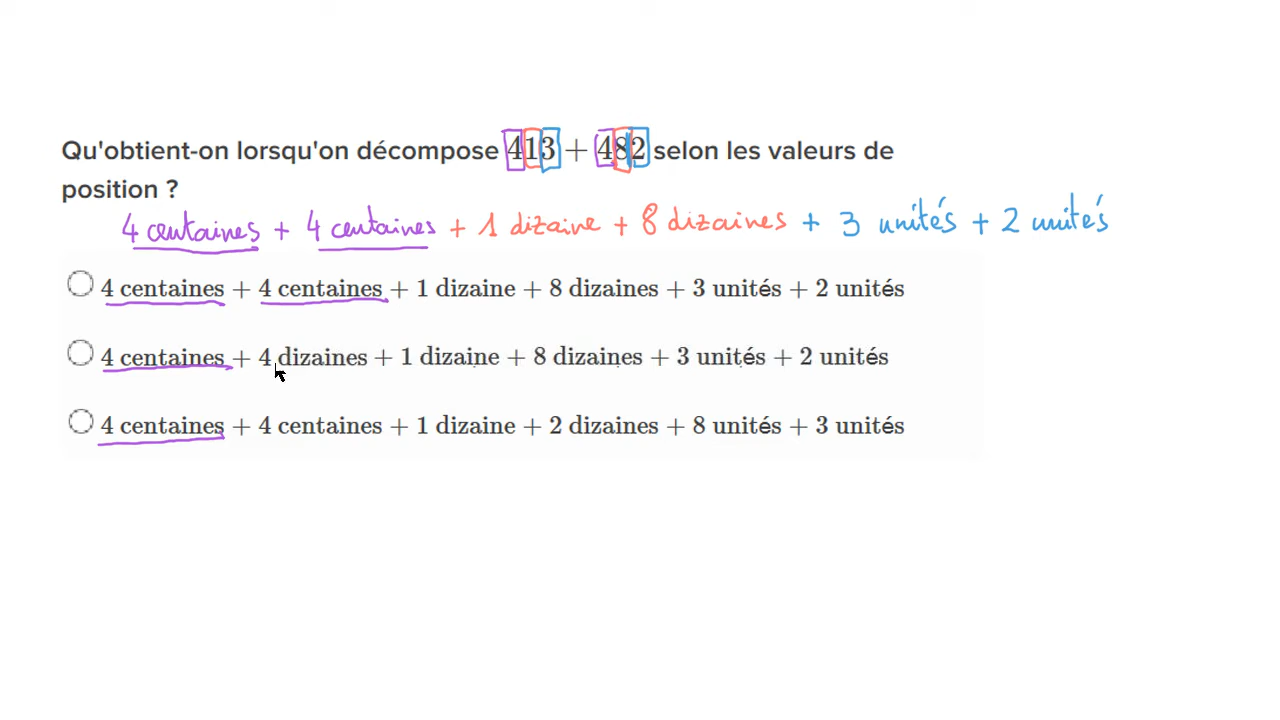 Qu'obtient-on lorsqu'on décompose 413 + 482 selon les valeurs de
position ?
4 centaines + 4 centaines + 1 dizaine + 8 dizaines + 3 unités + 2 unités
4 centaines + 4 centaines + 1 dizaine + 8 dizaines + 3 unités + 2 unités
4 centaines + 4 dizaines + 1 dizaine + 8 dizaines + 3 unités + 2 unités
4 centaines + 4 centaines + 1 dizaine + 2 dizaines + 8 unités + 3 unités